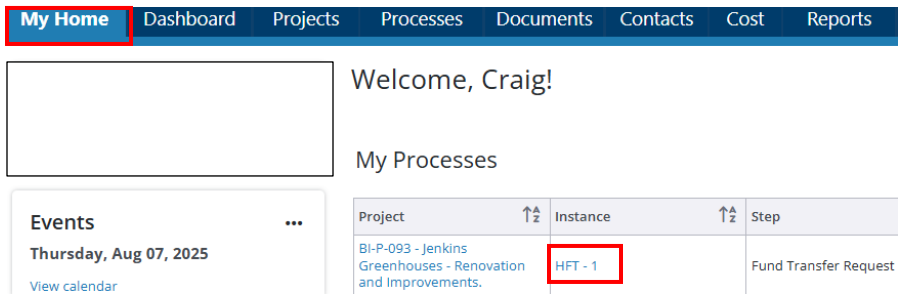 My Home Dashboard Projects Processes Documents Contacts Cost Reports
Welcome, Craig!
My Processes
Events
•••
Thursday, Aug 07, 2025
View calendar
Project Instance Step
BI-P-093 - Jenkins
Greenhouses - Renovation
and Improvements.
HFT - 1
Fund Transfer Request